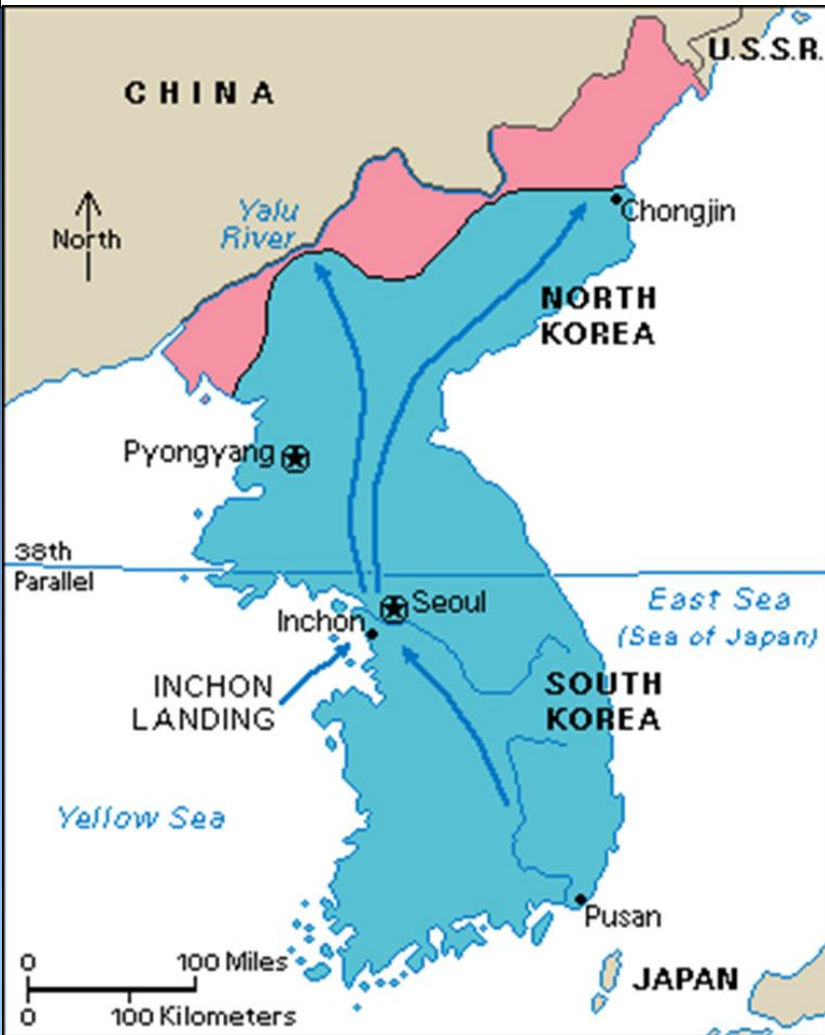 U.S.S.R.
CHINA
Yalu
River
North
Chongjin
NORTH
KOREA
Pyongyang
38th
Parallel
Seoul
Inchon
East Sea
(Sea of Japan)
INCHON
LANDING
SOUTH
KOREA
Yellow Sea
Pusan
0 100 Miles
0 100 Kilometers
JAPAN